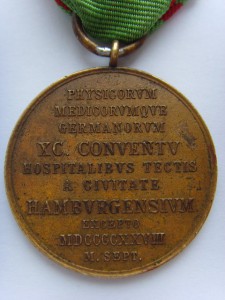 PHYSICORVM
MEDICORVMQVE
GERMANORVM
XC. CONVENTV
HOSPITALIBVS TECTIS
A CIVITATE
HAMBVRGENSIVM
EXCEPTO
MDCCCCXXVIII
M. SEPT.